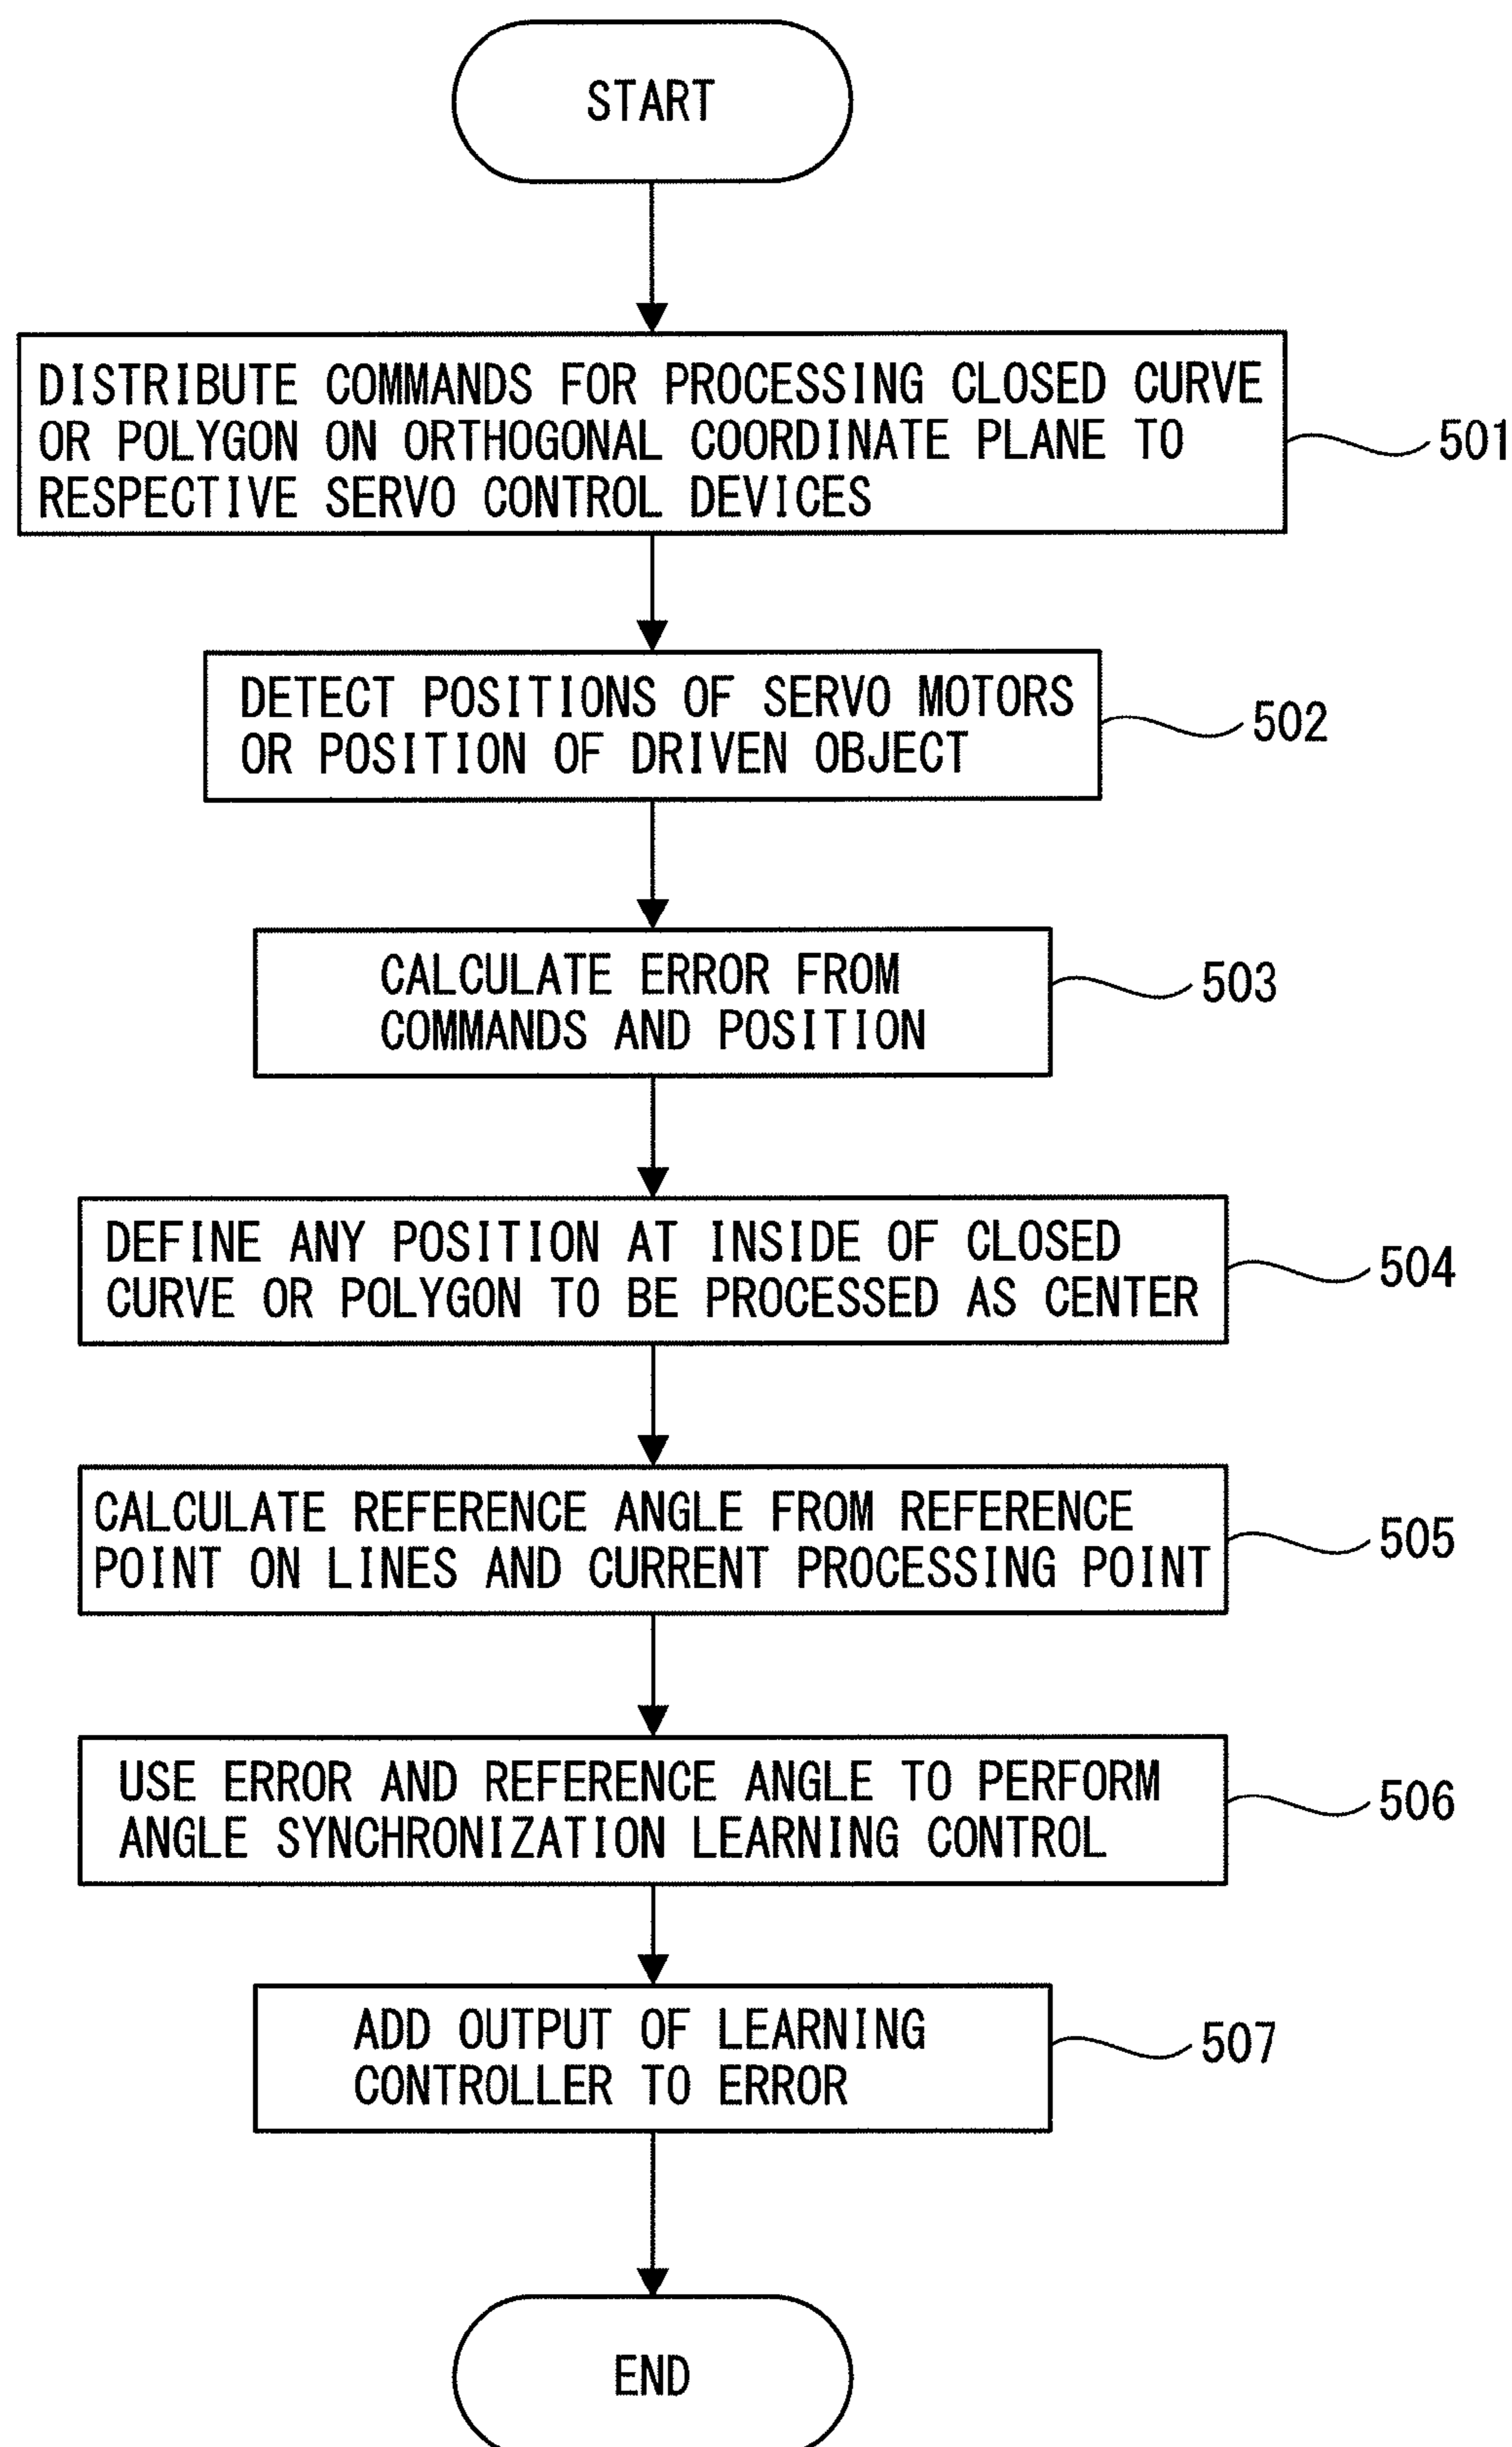 START
DISTRIBUTE COMMANDS FOR PROCESSING CLOSED CURVE
OR POLYGON ON ORTHOGONAL COORDINATE PLANE TO
RESPECTIVE SERVO CONTROL DEVICES
501
DETECT POSITIONS OF SERVO MOTORS
OR POSITION OF DRIVEN OBJECT
502
CALCULATE ERROR FROM
COMMANDS AND POSITION
503
DEFINE ANY POSITION AT INSIDE OF CLOSED
CURVE OR POLYGON TO BE PROCESSED AS CENTER
504
CALCULATE REFERENCE ANGLE FROM REFERENCE
POINT ON LINES AND CURRENT PROCESSING POINT
505
USE ERROR AND REFERENCE ANGLE TO PERFORM
ANGLE SYNCHRONIZATION LEARNING CONTROL
506
ADD OUTPUT OF LEARNING
CONTROLLER TO ERROR
507
END